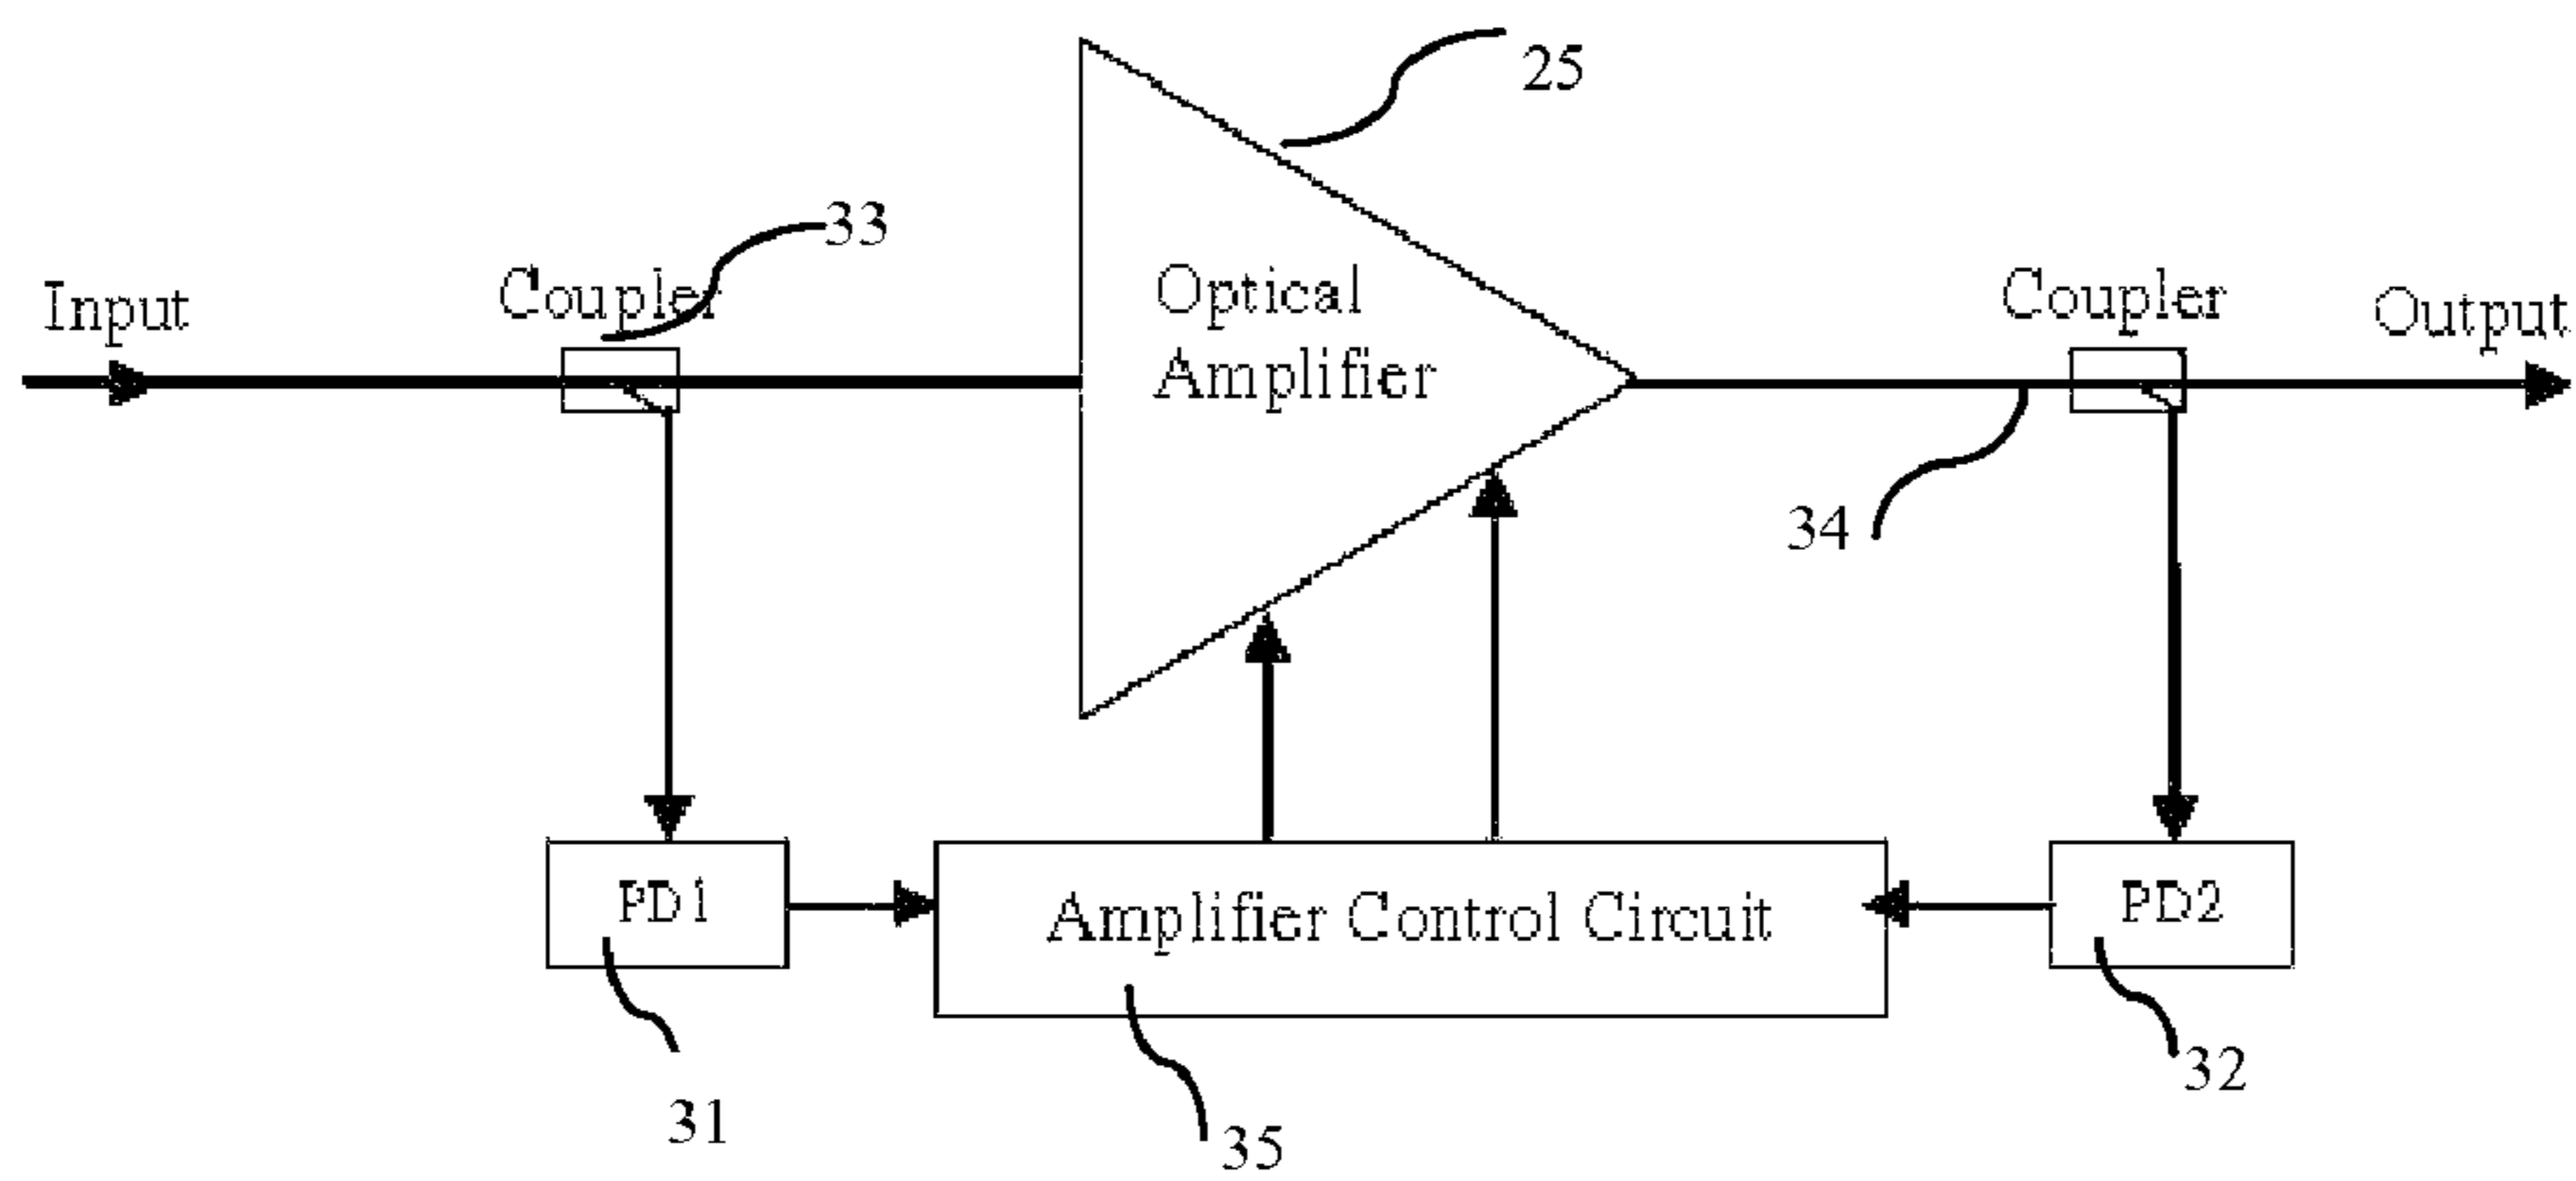 25
33
Input
Coupler
Optical
Amplifier
Coupler
Output
34
PD1
Amplifier Control Circuit
PD2
31
35
32